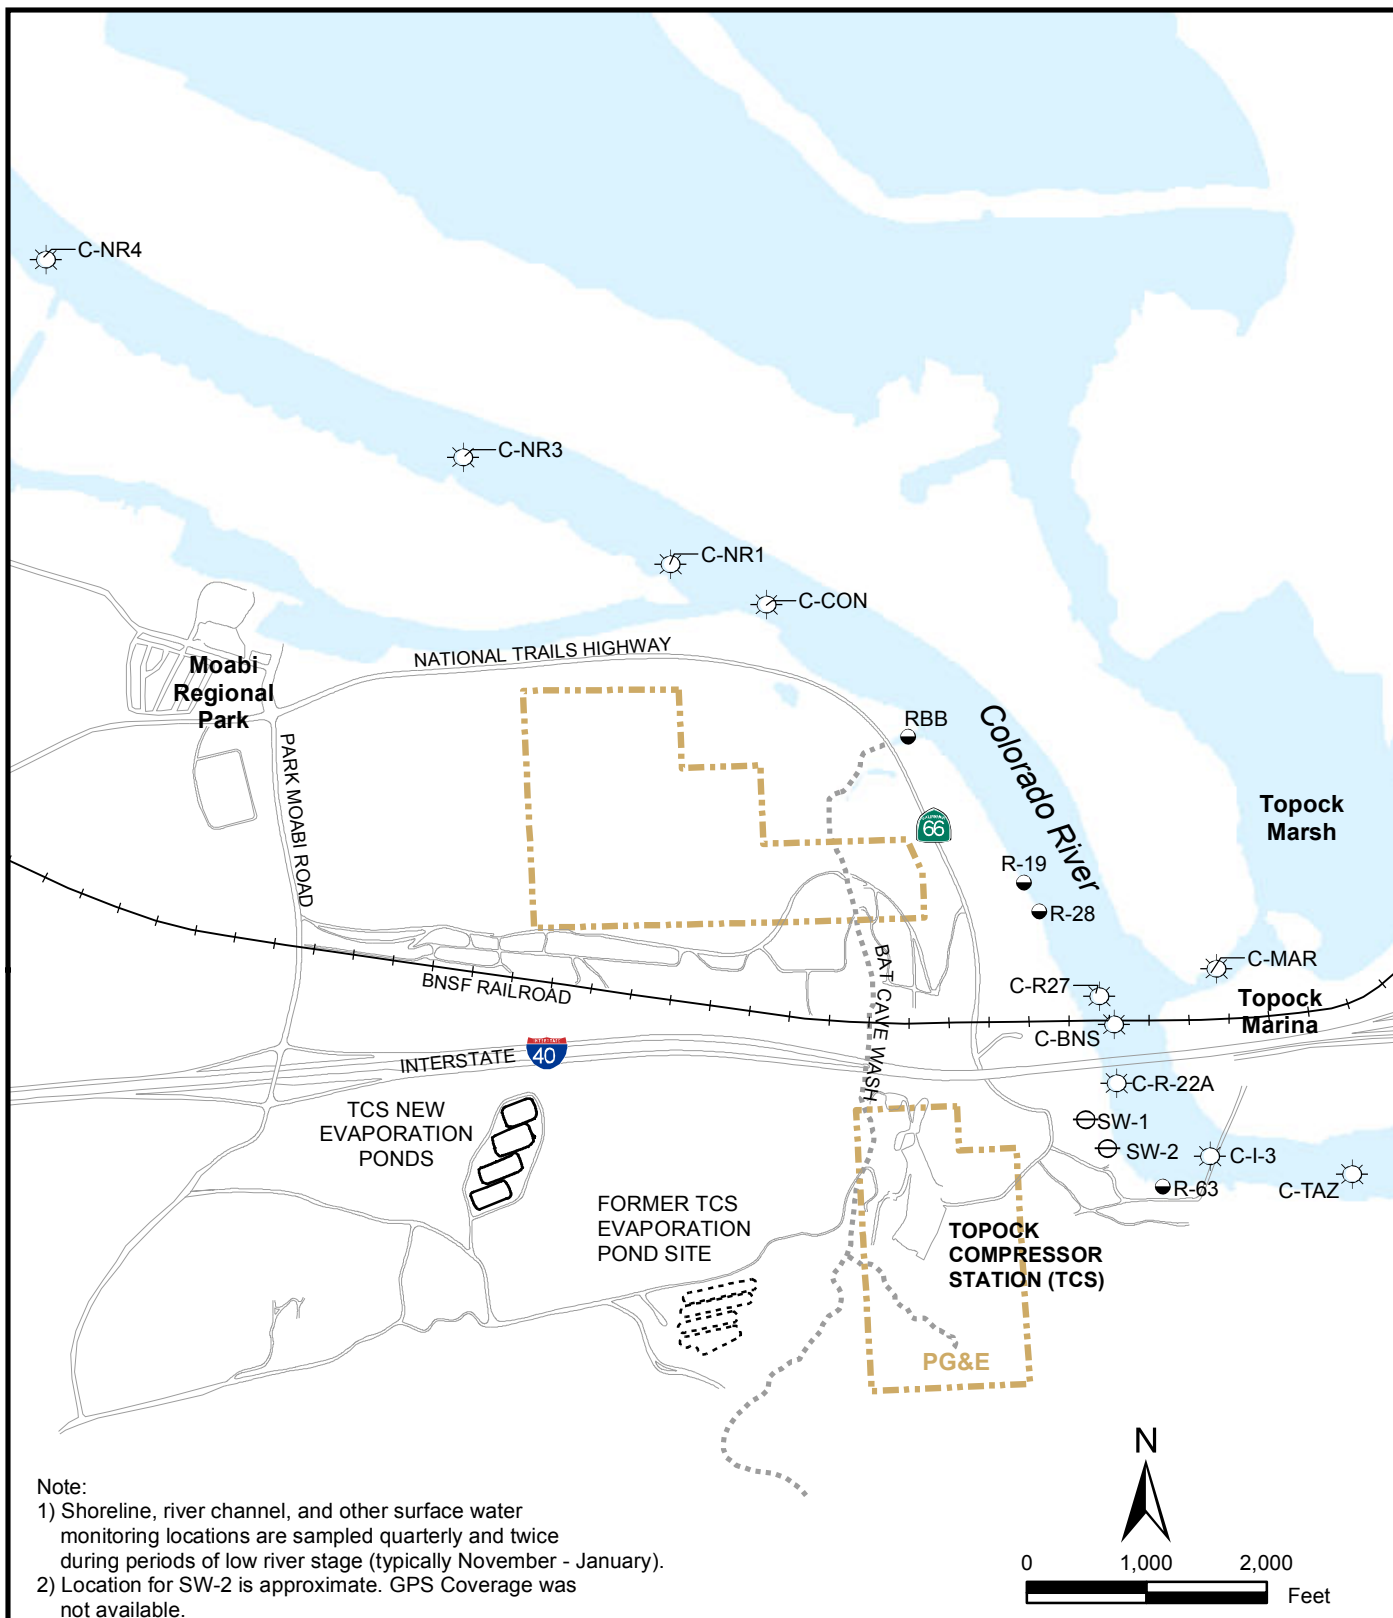 C-NR4
C-NR3
C-NR1
C-CON
NATIONAL TRAILS HIGHWAY
Moabi
Regional
Park
RBB
Colorado River
PARK MOABI ROAD
66
Topock
Marsh
R-19
R-28
BAT CAVE WASH
C-MAR
C-R27
BNSF RAILROAD
Topock
Marina
C-BNS
INTERSTATE
40
C-R-22A
TCS NEW
EVAPORATION
PONDS
SW-1
SW-2
C-I-3
R-63
C-TAZ
FORMER TCS
EVAPORATION
POND SITE
TOPOCK
COMPRESSOR
STATION (TCS)
PG&E
N
Note:
1) Shoreline, river channel, and other surface water
monitoring locations are sampled quarterly and twice
during periods of low river stage (typically November - January).
2) Location for SW-2 is approximate. GPS Coverage was
not available.
0 1,000 2,000
Feet